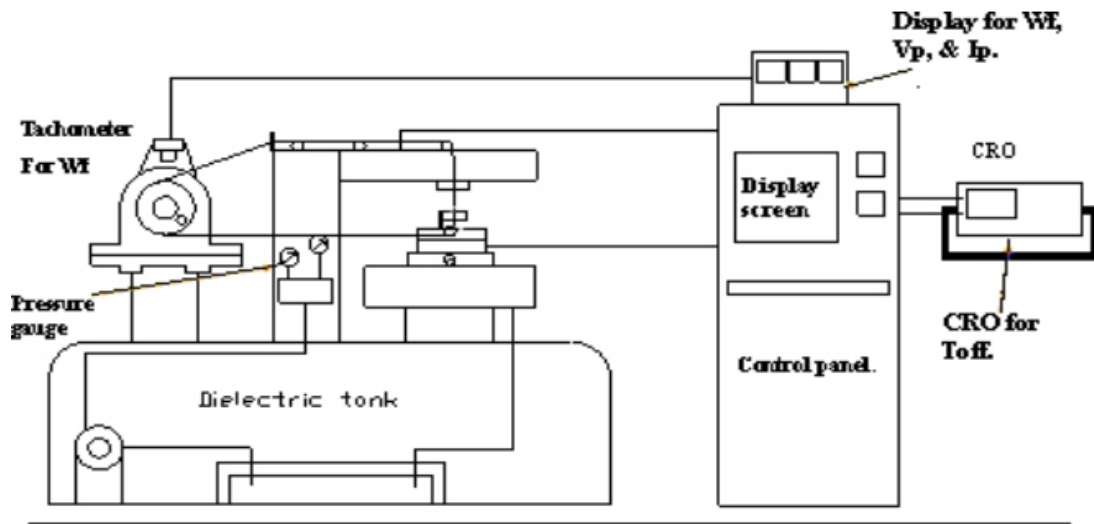 Display for Wf,
Vp, & Ip.
Tachometer
For Wf
CRO
Display
screen
Pressure
gauge
CRO for
Toff.
Control panel.
Dielectric tonk